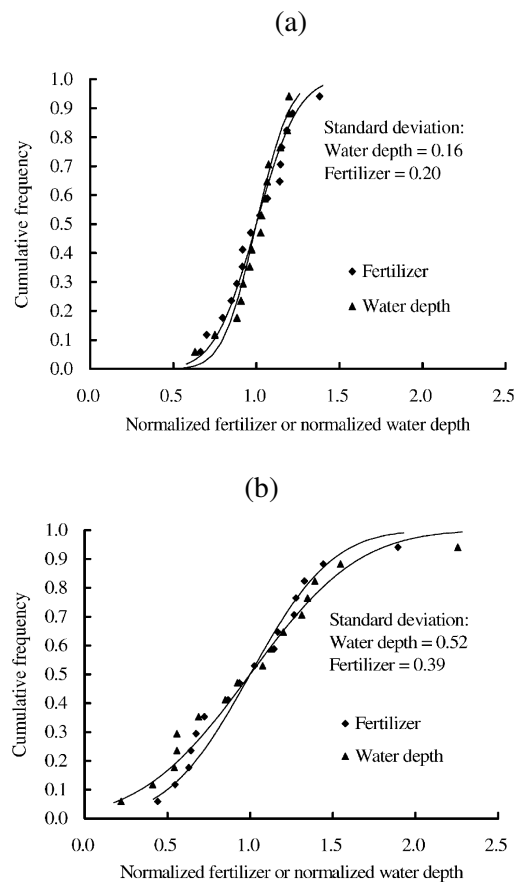 (a)
1.0
0.9
0.8
0.7
0.6
0.5
0.4
0.3
0.2
0.1
0.0
Cumulative frequency
Standard deviation:
Water depth = 0.16
Fertilizer = 0.20
Fertilizer
Water depth
0.0 0.5 1.0 1.5 2.0 2.5
Normalized fertilizer or normalized water depth
(b)
1.0
0.9
0.8
0.7
0.6
0.5
0.4
0.3
0.2
0.1
0.0
Cumulative frequency
Standard deviation:
Water depth = 0.52
Fertilizer = 0.39
Fertilizer
Water depth
0.0 0.5 1.0 1.5 2.0 2.5
Normalized fertilizer or normalized water depth